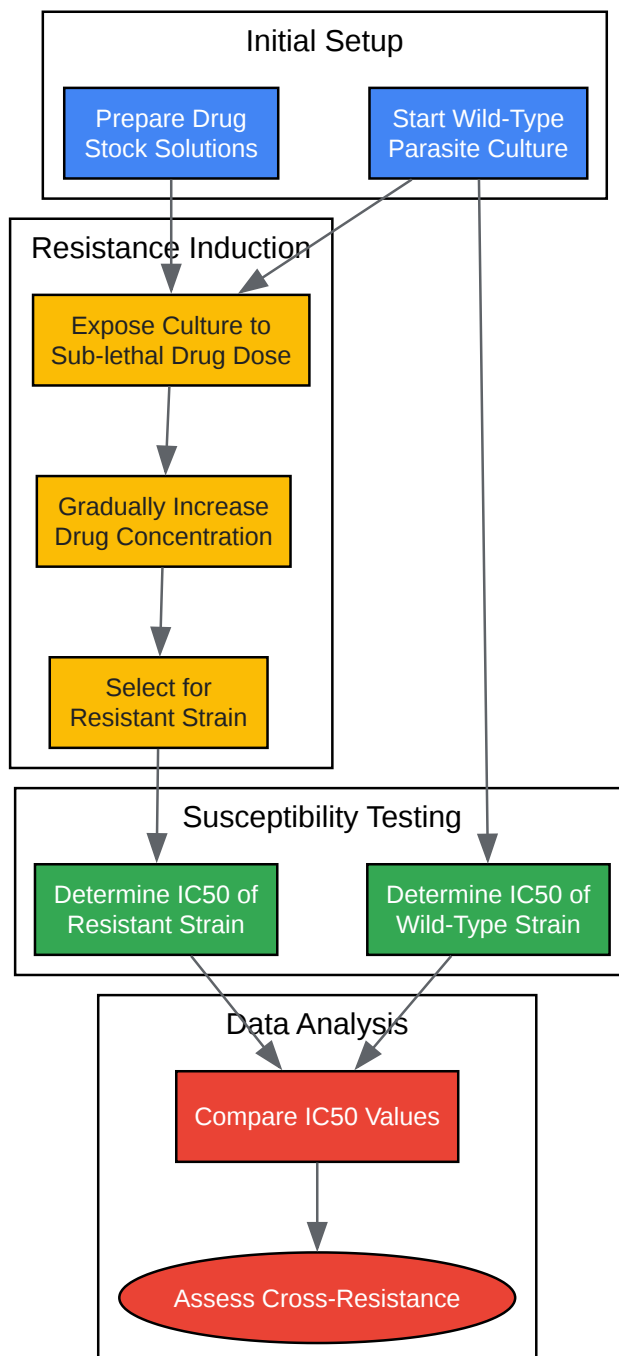 Initial Setup
Prepare Drug
Stock Solutions
Start Wild-Type
Parasite Culture
Resistance Induction
Expose Culture to
Sub-lethal Drug Dose
Gradually Increase
Drug Concentration
Select for
Resistant Strain
Susceptibility Testing
Determine IC50 of
Resistant Strain
Determine IC50 of
Wild-Type Strain
Data Analysis
Compare IC50 Values
Assess Cross-Resistance